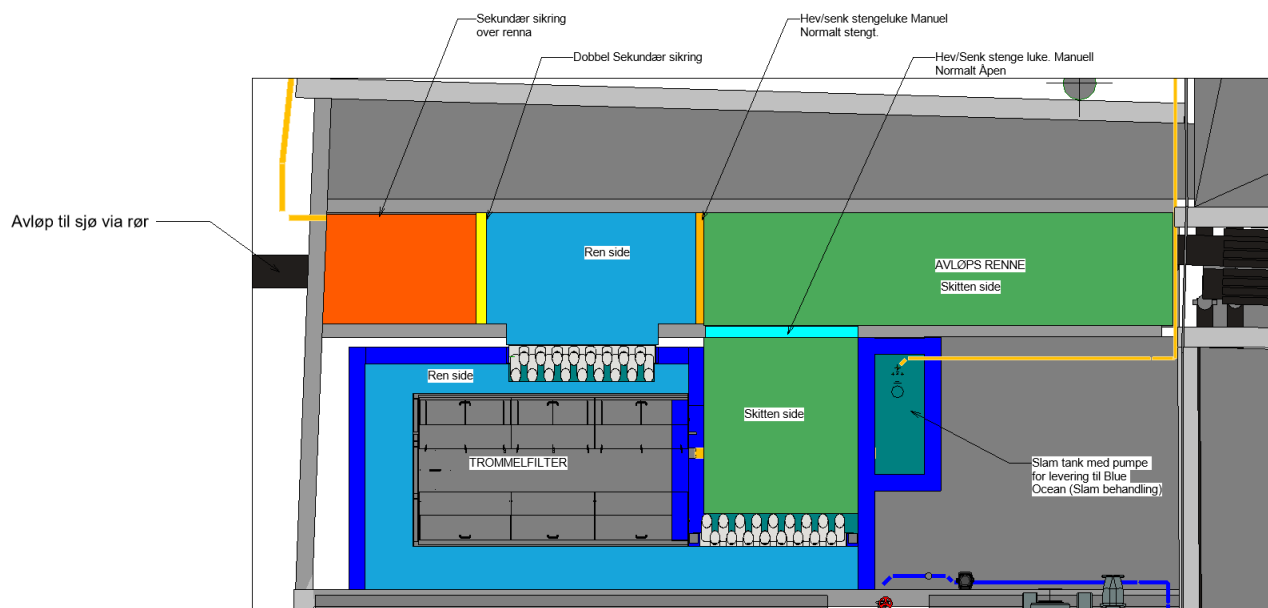 Sekundær sikring
over renna
Hev/senk stengeluke Manuel
Normalt stengt.
Dobbel Sekundær sikring
Hev/Senk stenge luke. Manuell
Normalt Åpen
Avløp til sjø via rør
Ren side
AVLØPS RENNE
Skitten side
Ren side
Skitten side
TROMMELFILTER
Slam tank med pumpe
for levering til Blue
Ocean (Slam behandling)